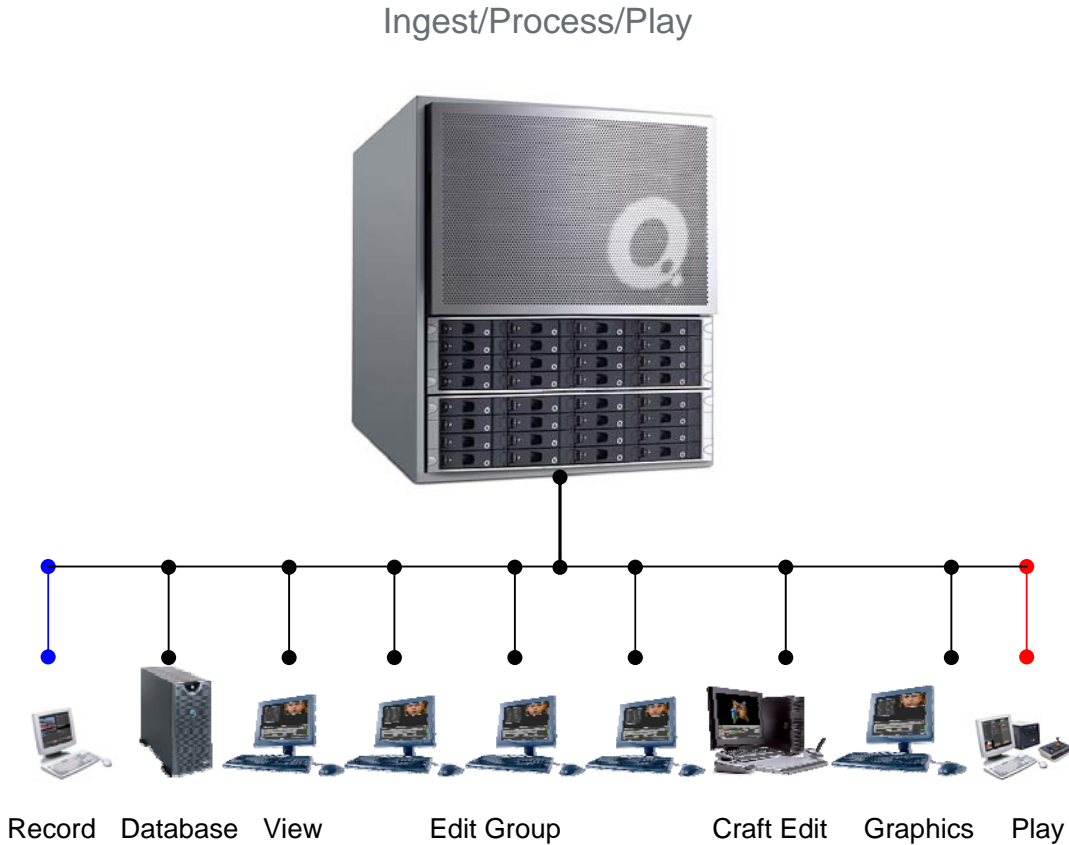 Ingest/Process/Play
Q
Record Database View Edit Group Craft Edit Graphics Play